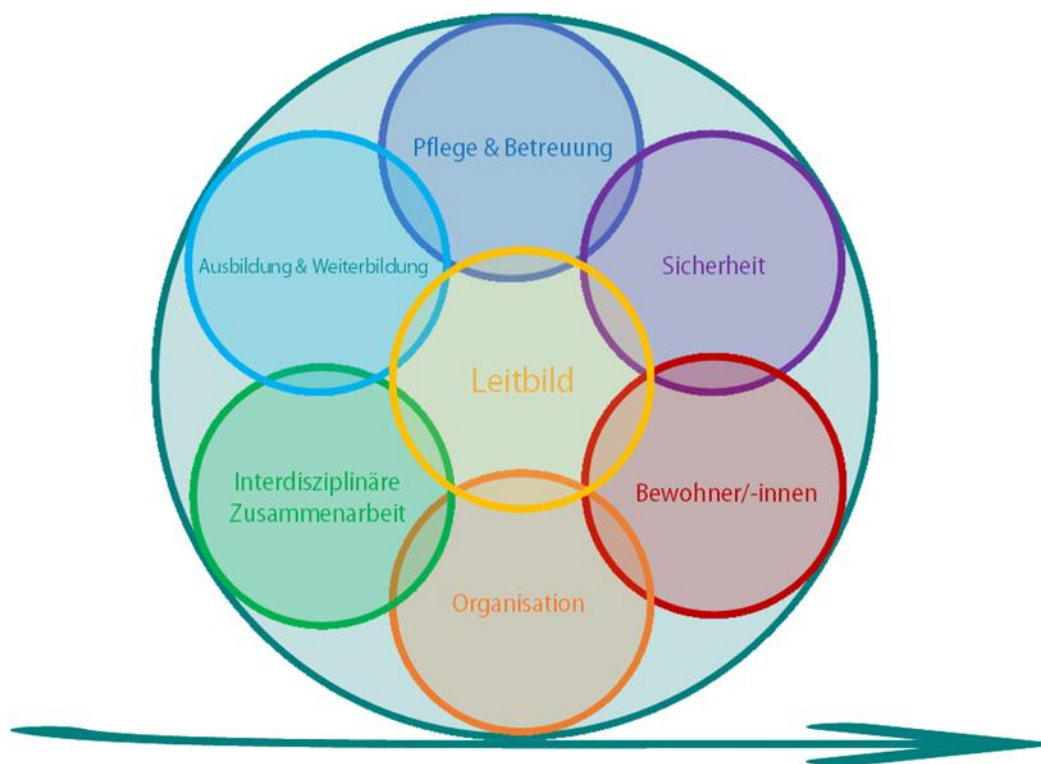 Pflege & Betreuung
Ausbildung & Weiterbildung
Sicherheit
Leitbild
Interdisziplinäre
Zusammenarbeit
Bewohner/-innen
Organisation